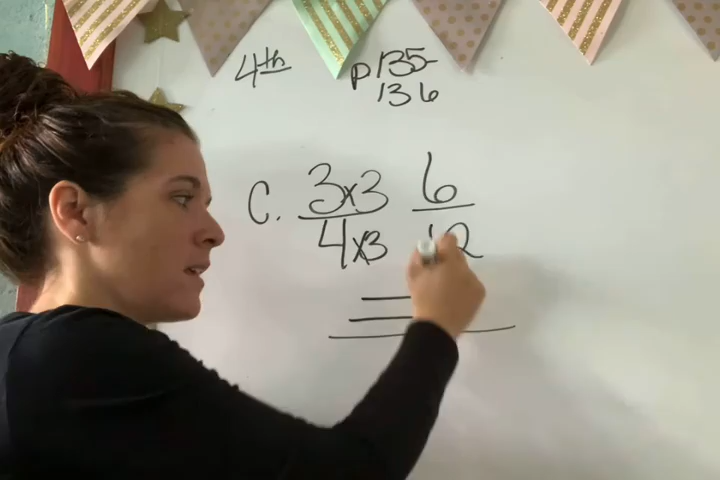 4th p135-
136
C. 3x3 6
4x3 12
=